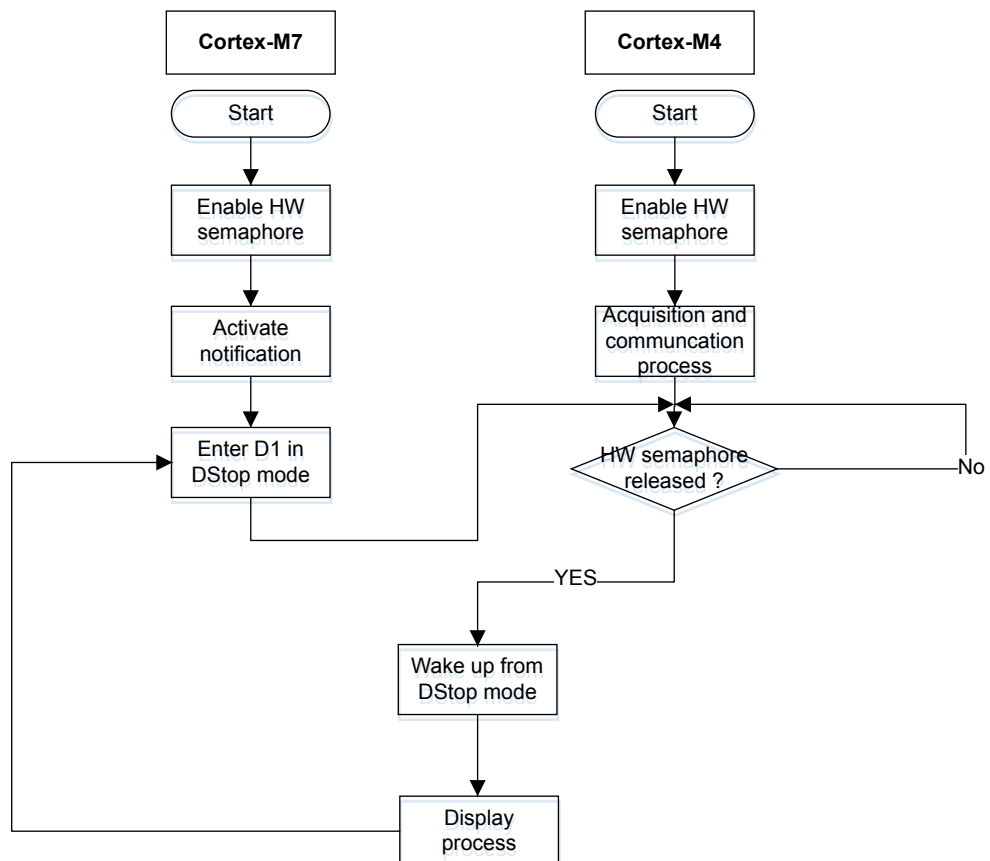 Cortex-M7
Cortex-M4
Start
Start
Enable HW
semaphore
Enable HW
semaphore
Activate
notification
Acquisition and
communcation
process
Enter D1 in
DStop mode
HW semaphore
released ?
No
YES
Wake up from
DStop mode
Display
process